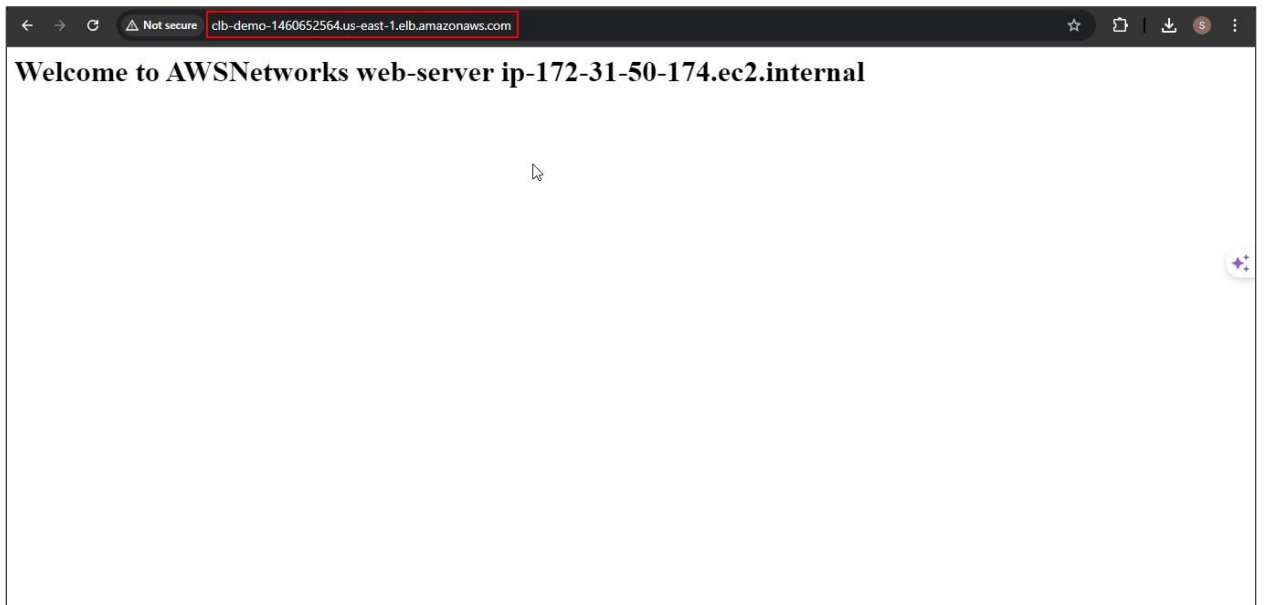 Not secure clb-demo-1460652564.us-east-1.elb.amazonaws.com S
Welcome to AWSNetworks web-server ip-172-31-50-174.ec2.internal